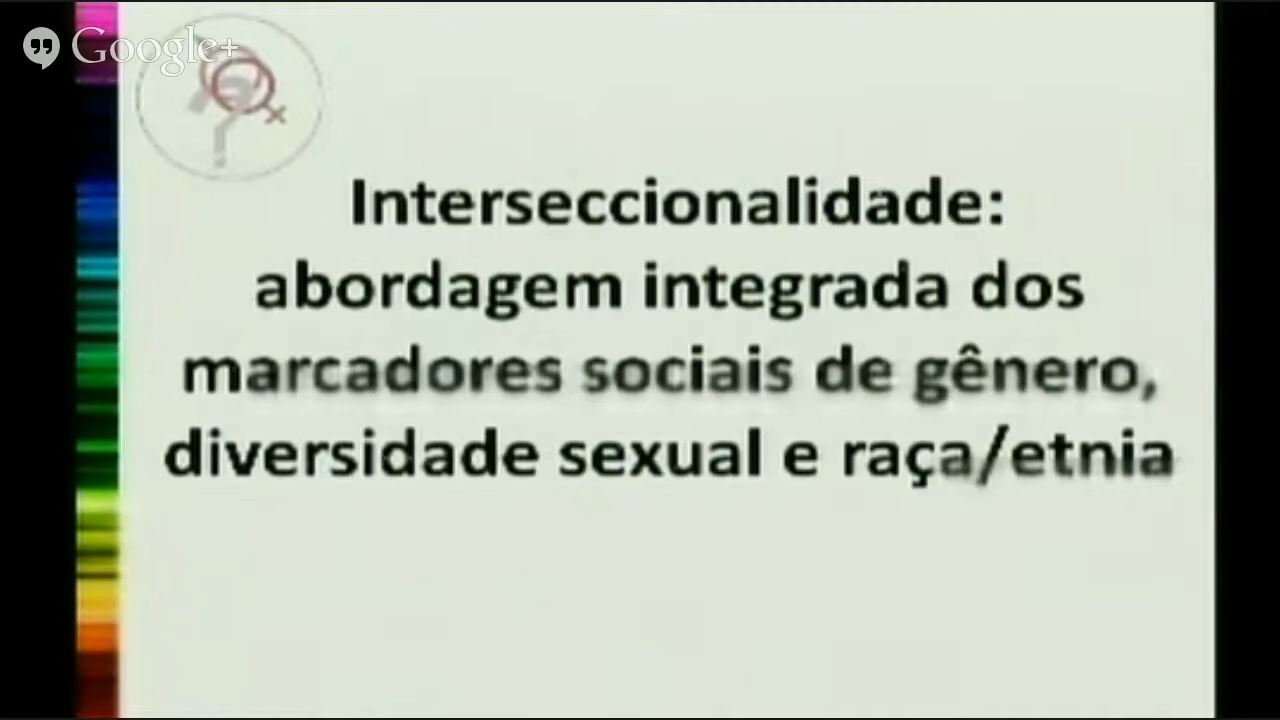 Google+
Interseccionalidade:
abordagem integrada dos
marcadores sociais de gênero,
diversidade sexual e raça/etnia